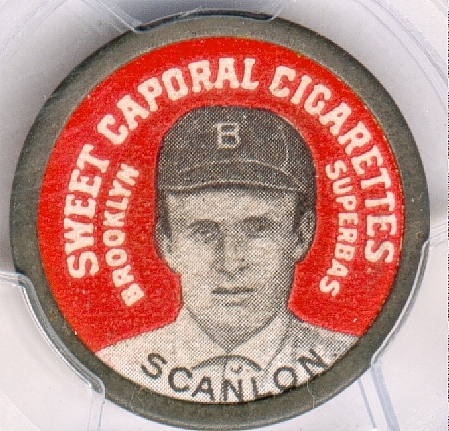 SWEET CAPORAL CIGARETTES
BROOKLYN
SUPERBAS
B
SCANLON